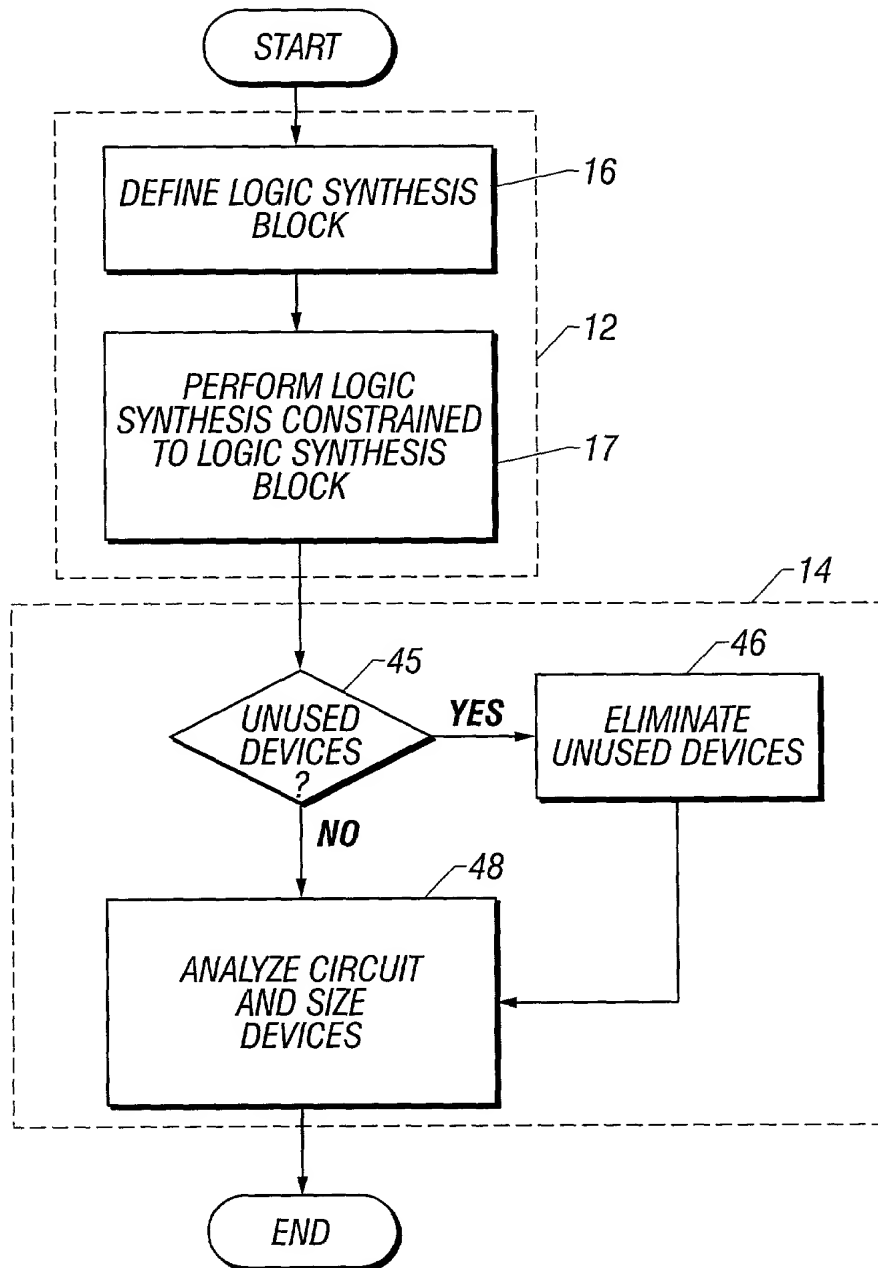 START
DEFINE LOGIC SYNTHESIS
BLOCK
16
12
PERFORM LOGIC
SYNTHESIS CONSTRAINED
TO LOGIC SYNTHESIS
BLOCK
17
14
45
46
UNUSED
DEVICES
?
YES
ELIMINATE
UNUSED DEVICES
NO
48
ANALYZE CIRCUIT
AND SIZE
DEVICES
END